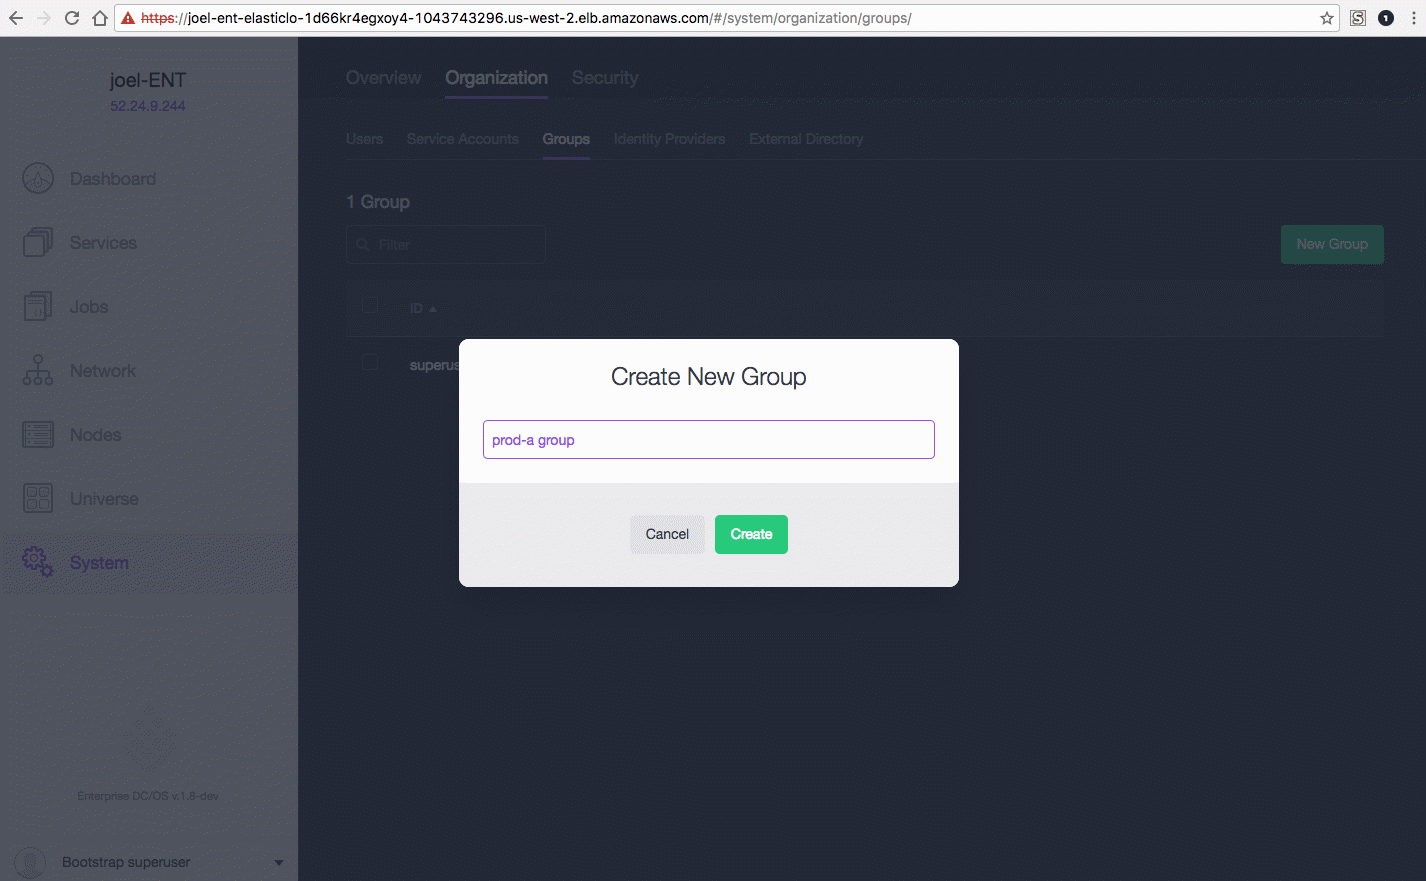 https://joel-ent-elasticlo-1d66kr4egxoy4-1043743296.us-west-2.elb.amazonaws.com/#/system/organization/groups/
joel-ENT
52.24.9.244
Dashboard
Services
Jobs
Network
Nodes
Universe
System
Enterprise DC/OS v.1.8-dev
Bootstrap superuser
Overview Organization Security
Users Service Accounts Groups Identity Providers External Directory
1 Group
Filter
New Group
ID
superus
Create New Group
prod-a group
Cancel Create